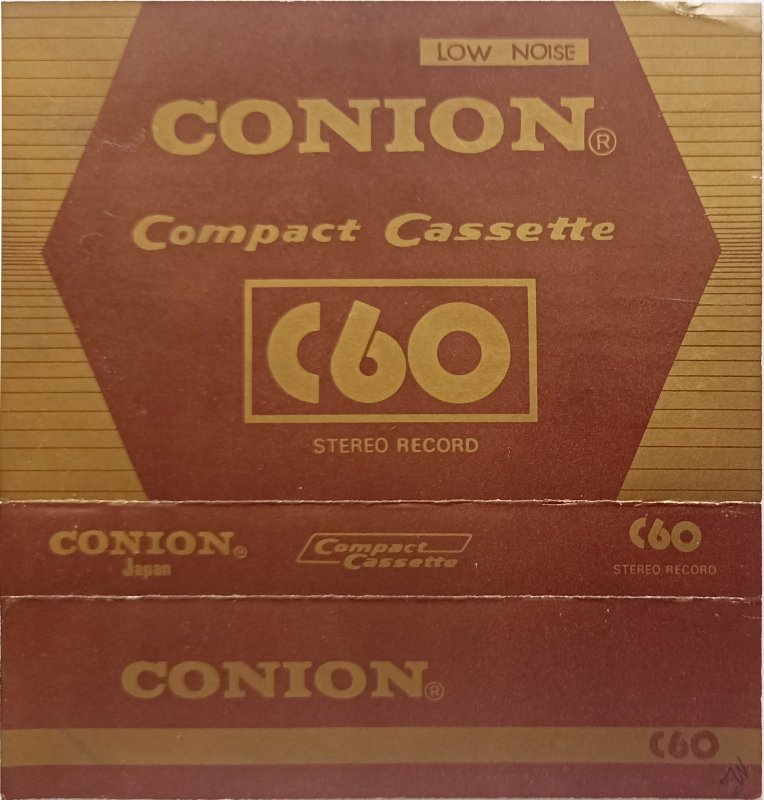 LOW NOISE
CONION®
Compact Cassette
C60
STEREO RECORD
CONION®
Japan
Compact
Cassette
C60
STEREO RECORD
CONION®
C60